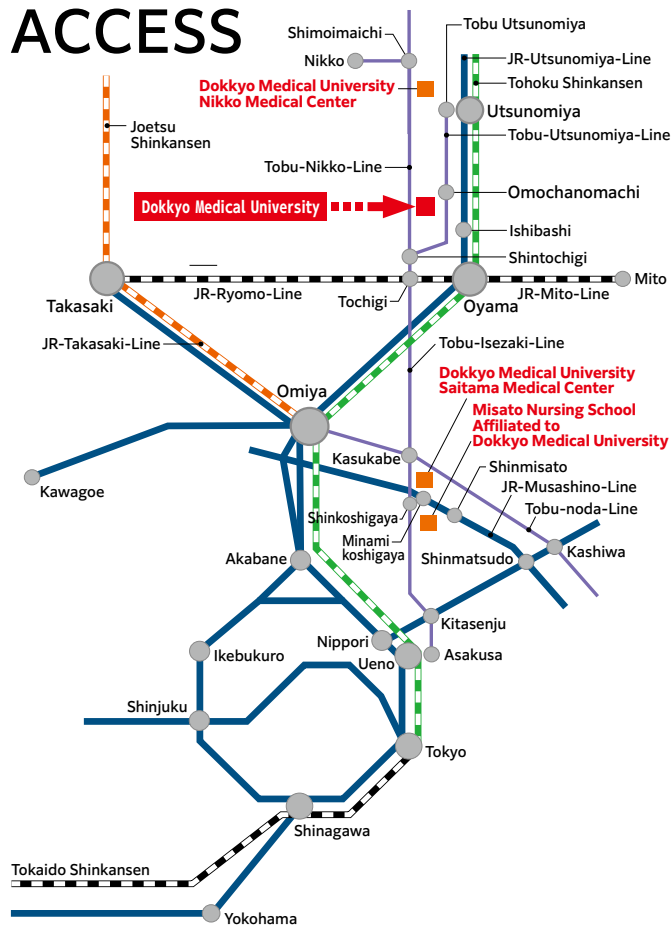 ACCESS
Tobu Utsunomiya
Shimoimaichi
Nikko
JR-Utsunomiya-Line
Tohoku Shinkansen
Dokkyo Medical University
Nikko Medical Center
Utsunomiya
Joetsu
Shinkansen
Tobu-Utsunomiya-Line
Tobu-Nikko-Line
Omochanomachi
Dokkyo Medical University
Ishibashi
Shintochigi
Mito
JR-Ryomo-Line
JR-Mito-Line
Takasaki
Tochigi
Oyama
JR-Takasaki-Line
Tobu-Isezaki-Line
Dokkyo Medical University
Saitama Medical Center
Omiya
Misato Nursing School
Affiliated to
Dokkyo Medical University
Kasukabe
Shinmisato
JR-Musashino-Line
Kawagoe
Tobu-noda-Line
Shinkoshigaya
Minami
koshigaya
Kashiwa
Shinmatsudo
Akabane
Kitasenju
Nippori
Ikebukuro
Ueno
Asakusa
Shinjuku
Tokyo
Shinagawa
Tokaido Shinkansen
Yokohama